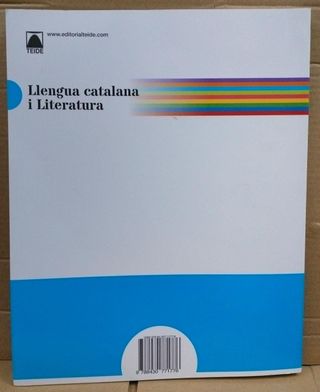 www.editorialteide.com
TEIDE
Llengua catalana
i Literatura